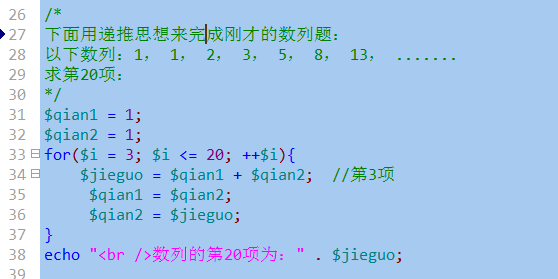 26 /*
27 下面用递推思想来完成刚才的数列题：
28 以下数列：1， 1， 2， 3， 5， 8， 13， .......
29 求第20项：
30 */
31 $qian1 = 1;
32 $qian2 = 1;
33 for($i = 3; $i <= 20; ++$i){
34 $jieguo = $qian1 + $qian2; //第3项
35 $qian1 = $qian2;
36 $qian2 = $jieguo;
37 }
38 echo "<br />数列的第20项为：" . $jieguo;
39